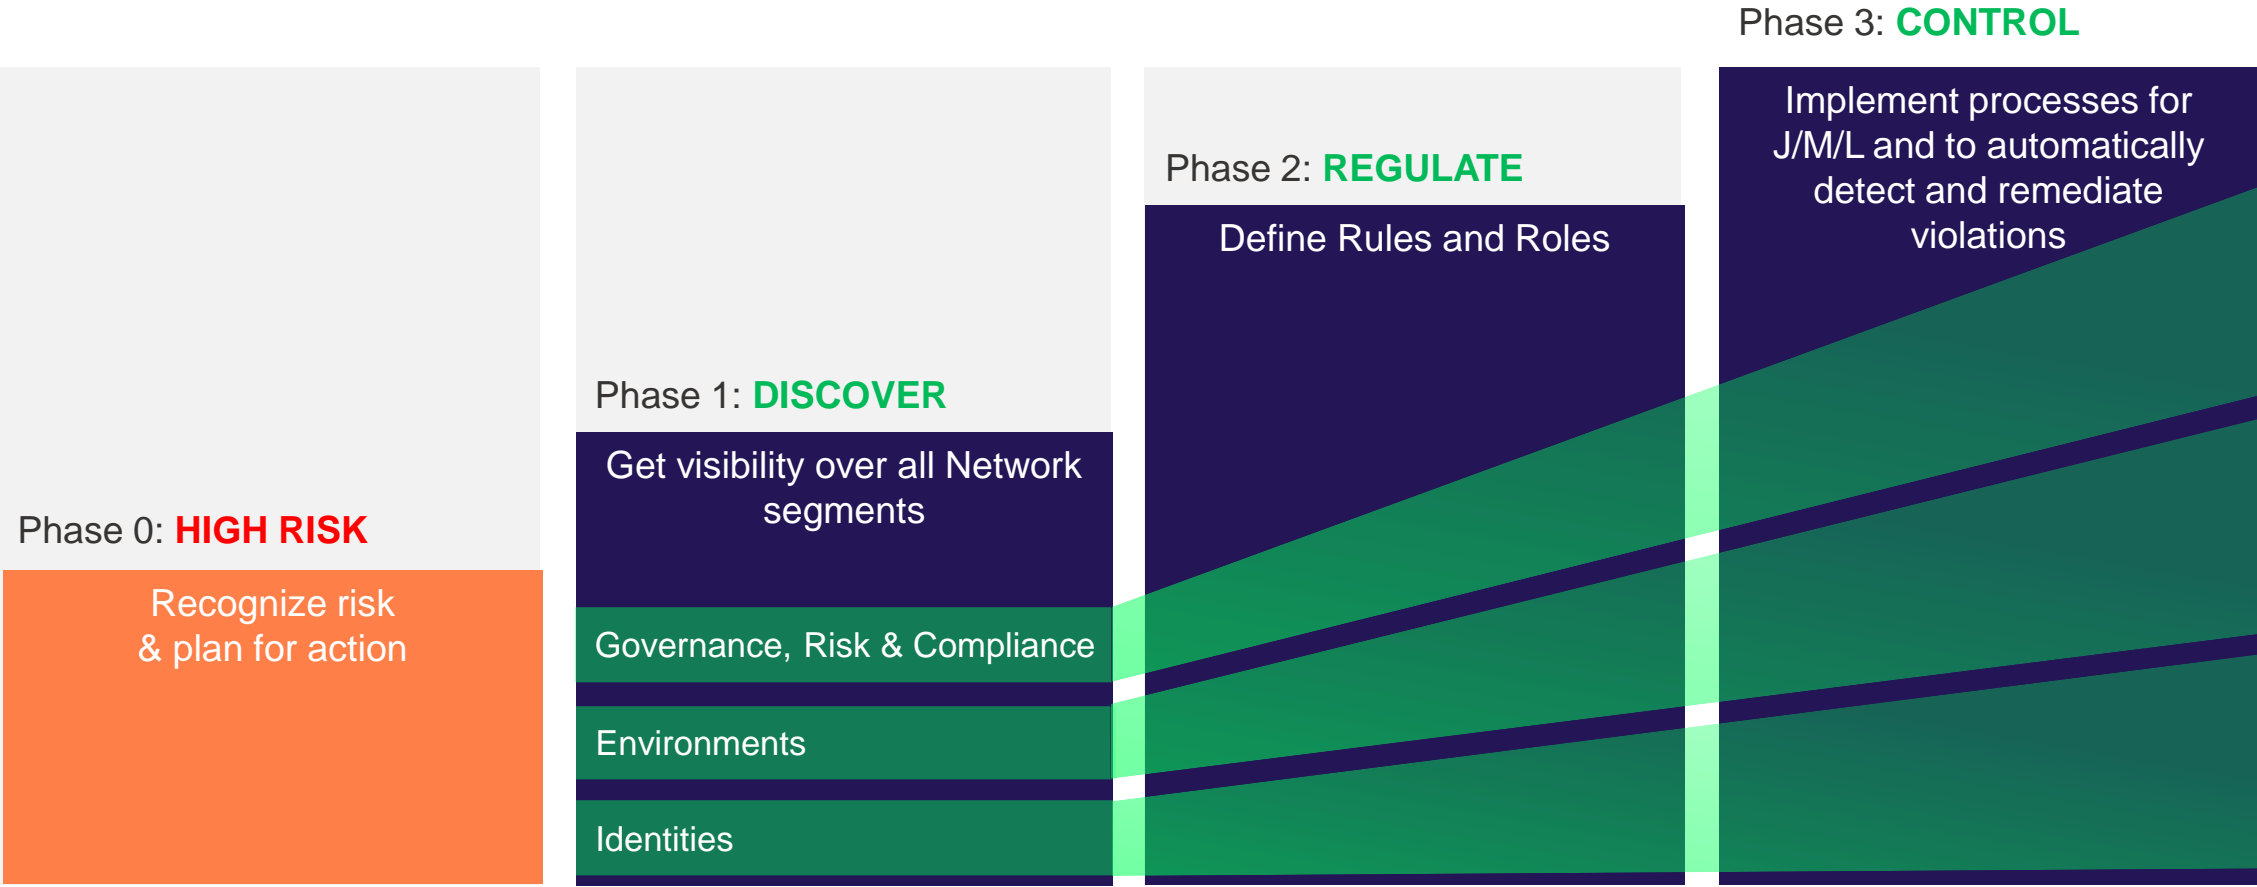 Phase 0: HIGH RISK
Recognize risk
& plan for action
Phase 1: DISCOVER
Get visibility over all Network
segments
Governance, Risk & Compliance
Environments
Identities
Phase 2: REGULATE
Define Rules and Roles
Phase 3: CONTROL
Implement processes for
J/M/L and to automatically
detect and remediate
violations